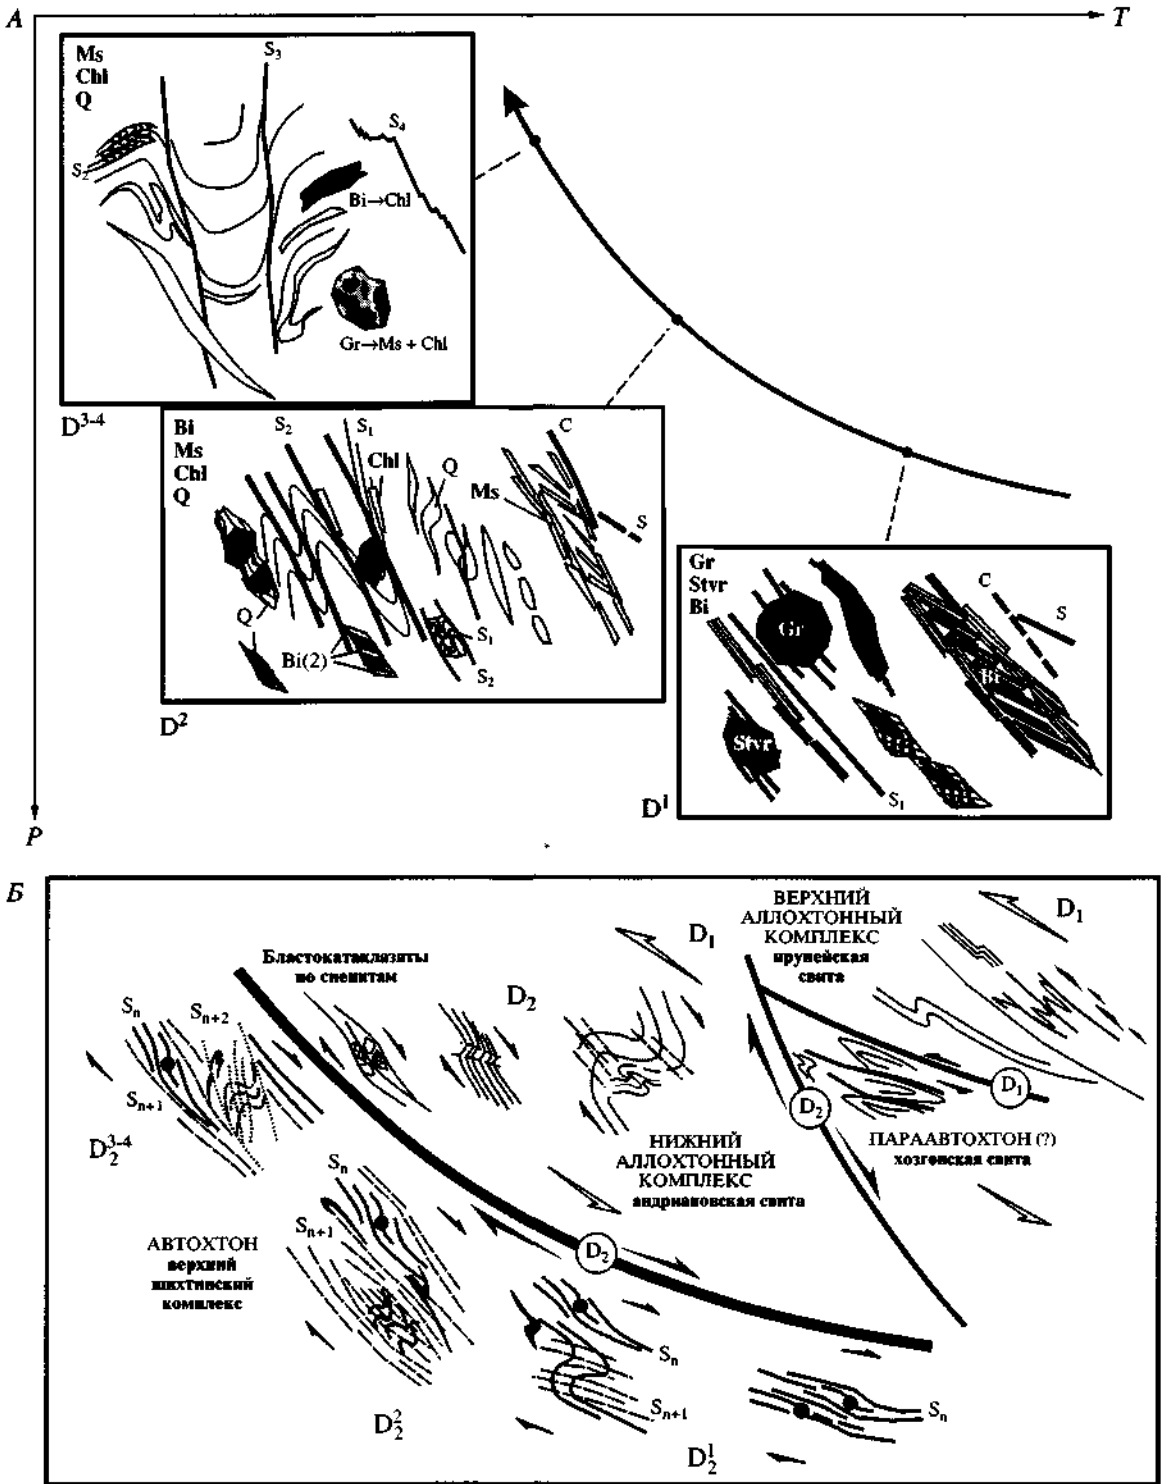 А
T
P
Ms
Chl
Q
S₃
S₂
S₄
Bi→Chl
Gr→Ms + Chl
D³⁻⁴
Bi
Ms
Chl
Q
S₂
S₁
Chl
Q
C
Ms
S
Q
Bi(2)
S₁
S₂
D²
Gr
Stvr
Bi
Gr
C
S
Bi
Stvr
S₁
D¹
Б
Бластокатаклазиты
по сиенитам
D₂
D₁
ВЕРХНИЙ
АЛЛОХТОННЫЙ
КОМПЛЕКС
ирунейская
свита
D₁
Sₙ
Sₙ₊₂
Sₙ₊₁
D₂³⁻⁴
D₁
D₂
НИЖНИЙ
АЛЛОХТОННЫЙ
КОМПЛЕКС
андриановская свита
ПАРААВТОХТОН (?)
хозгонская свита
Sₙ
Sₙ₊₁
АВТОХТОН
верхний
шихтинский
комплекс
D₂
Sₙ
Sₙ₊₁
Sₙ
D₂²
D₂¹